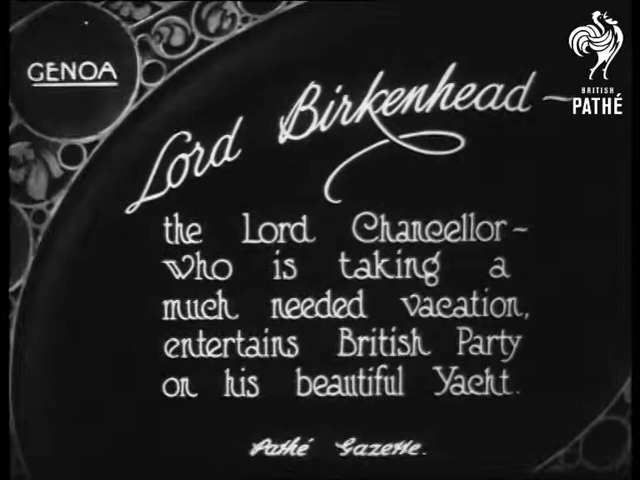 GENOA
BRITISH
PATHÉ
Lord Birkenhead—
the Lord Chancellor-
who is taking a
much needed vacation,
entertains British Party
on his beautiful Yacht.
Pathé Gazette.